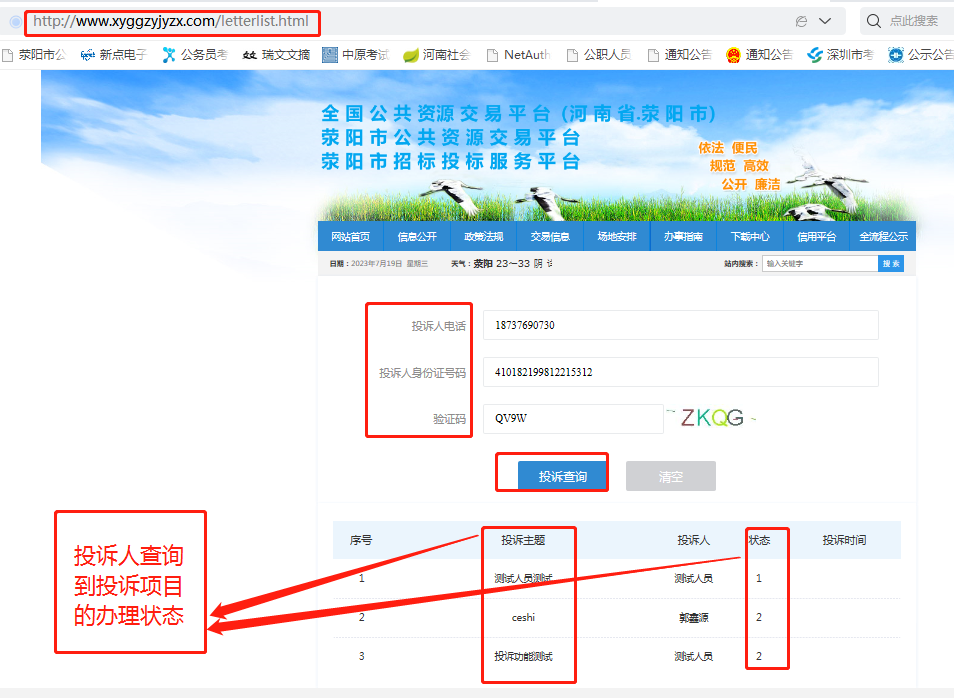 http://www.xyggzyjyzx.com/letterlist.html
点此搜索
荥阳市公
新点电子
公务员考
瑞文文摘
中原考试
河南社会
NetAuth
公职人员
通知公告
通知公告
深圳市考
公示公告
全国公共资源交易平台 (河南省.荥阳市)
荥阳市公共资源交易平台
荥阳市招标投标服务平台
依法 便民
规范 高效
公开 廉洁
网站首页 信息公开 政策法规 交易信息 场地安排 办事指南 下载中心 信用平台 全流程公示
日期：2023年7月19日 星期三 天气：荥阳 23～33 阴 站内搜索： 输入关键字 搜 索
投诉人电话 18737690730
投诉人身份证号码 410182199812215312
验证码 QV9W ZKQG
投诉查询 清空
序号 投诉主题 投诉人 状态 投诉时间
1 测试人员测试 测试人员 1
2 ceshi 郭鑫源 2
3 投诉功能测试 测试人员 2
投诉人查询
到投诉项目
的办理状态